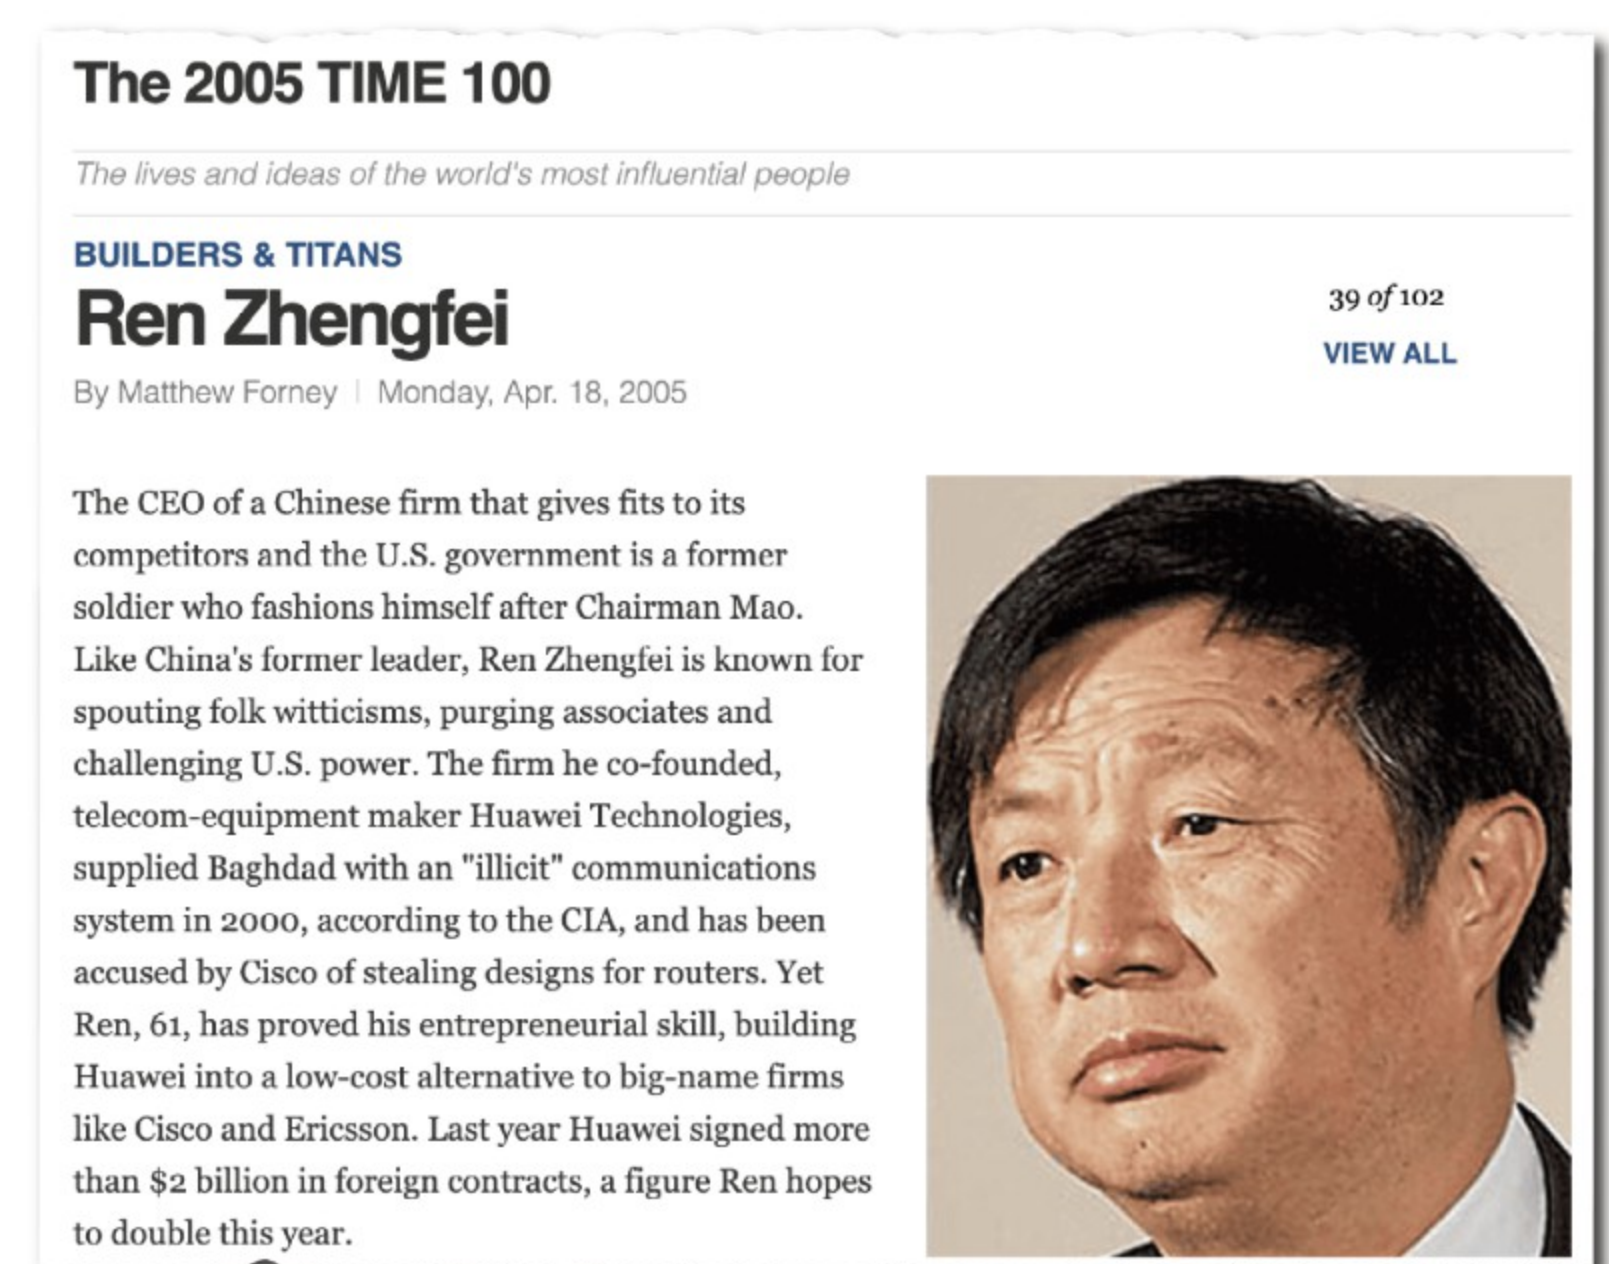 The 2005 TIME 100
The lives and ideas of the world's most influential people
BUILDERS & TITANS
Ren Zhengfei
39 of 102
VIEW ALL
By Matthew Forney | Monday, Apr. 18, 2005
The CEO of a Chinese firm that gives fits to its
competitors and the U.S. government is a former
soldier who fashions himself after Chairman Mao.
Like China's former leader, Ren Zhengfei is known for
spouting folk witticisms, purging associates and
challenging U.S. power. The firm he co-founded,
telecom-equipment maker Huawei Technologies,
supplied Baghdad with an "illicit" communications
system in 2000, according to the CIA, and has been
accused by Cisco of stealing designs for routers. Yet
Ren, 61, has proved his entrepreneurial skill, building
Huawei into a low-cost alternative to big-name firms
like Cisco and Ericsson. Last year Huawei signed more
than $2 billion in foreign contracts, a figure Ren hopes
to double this year.